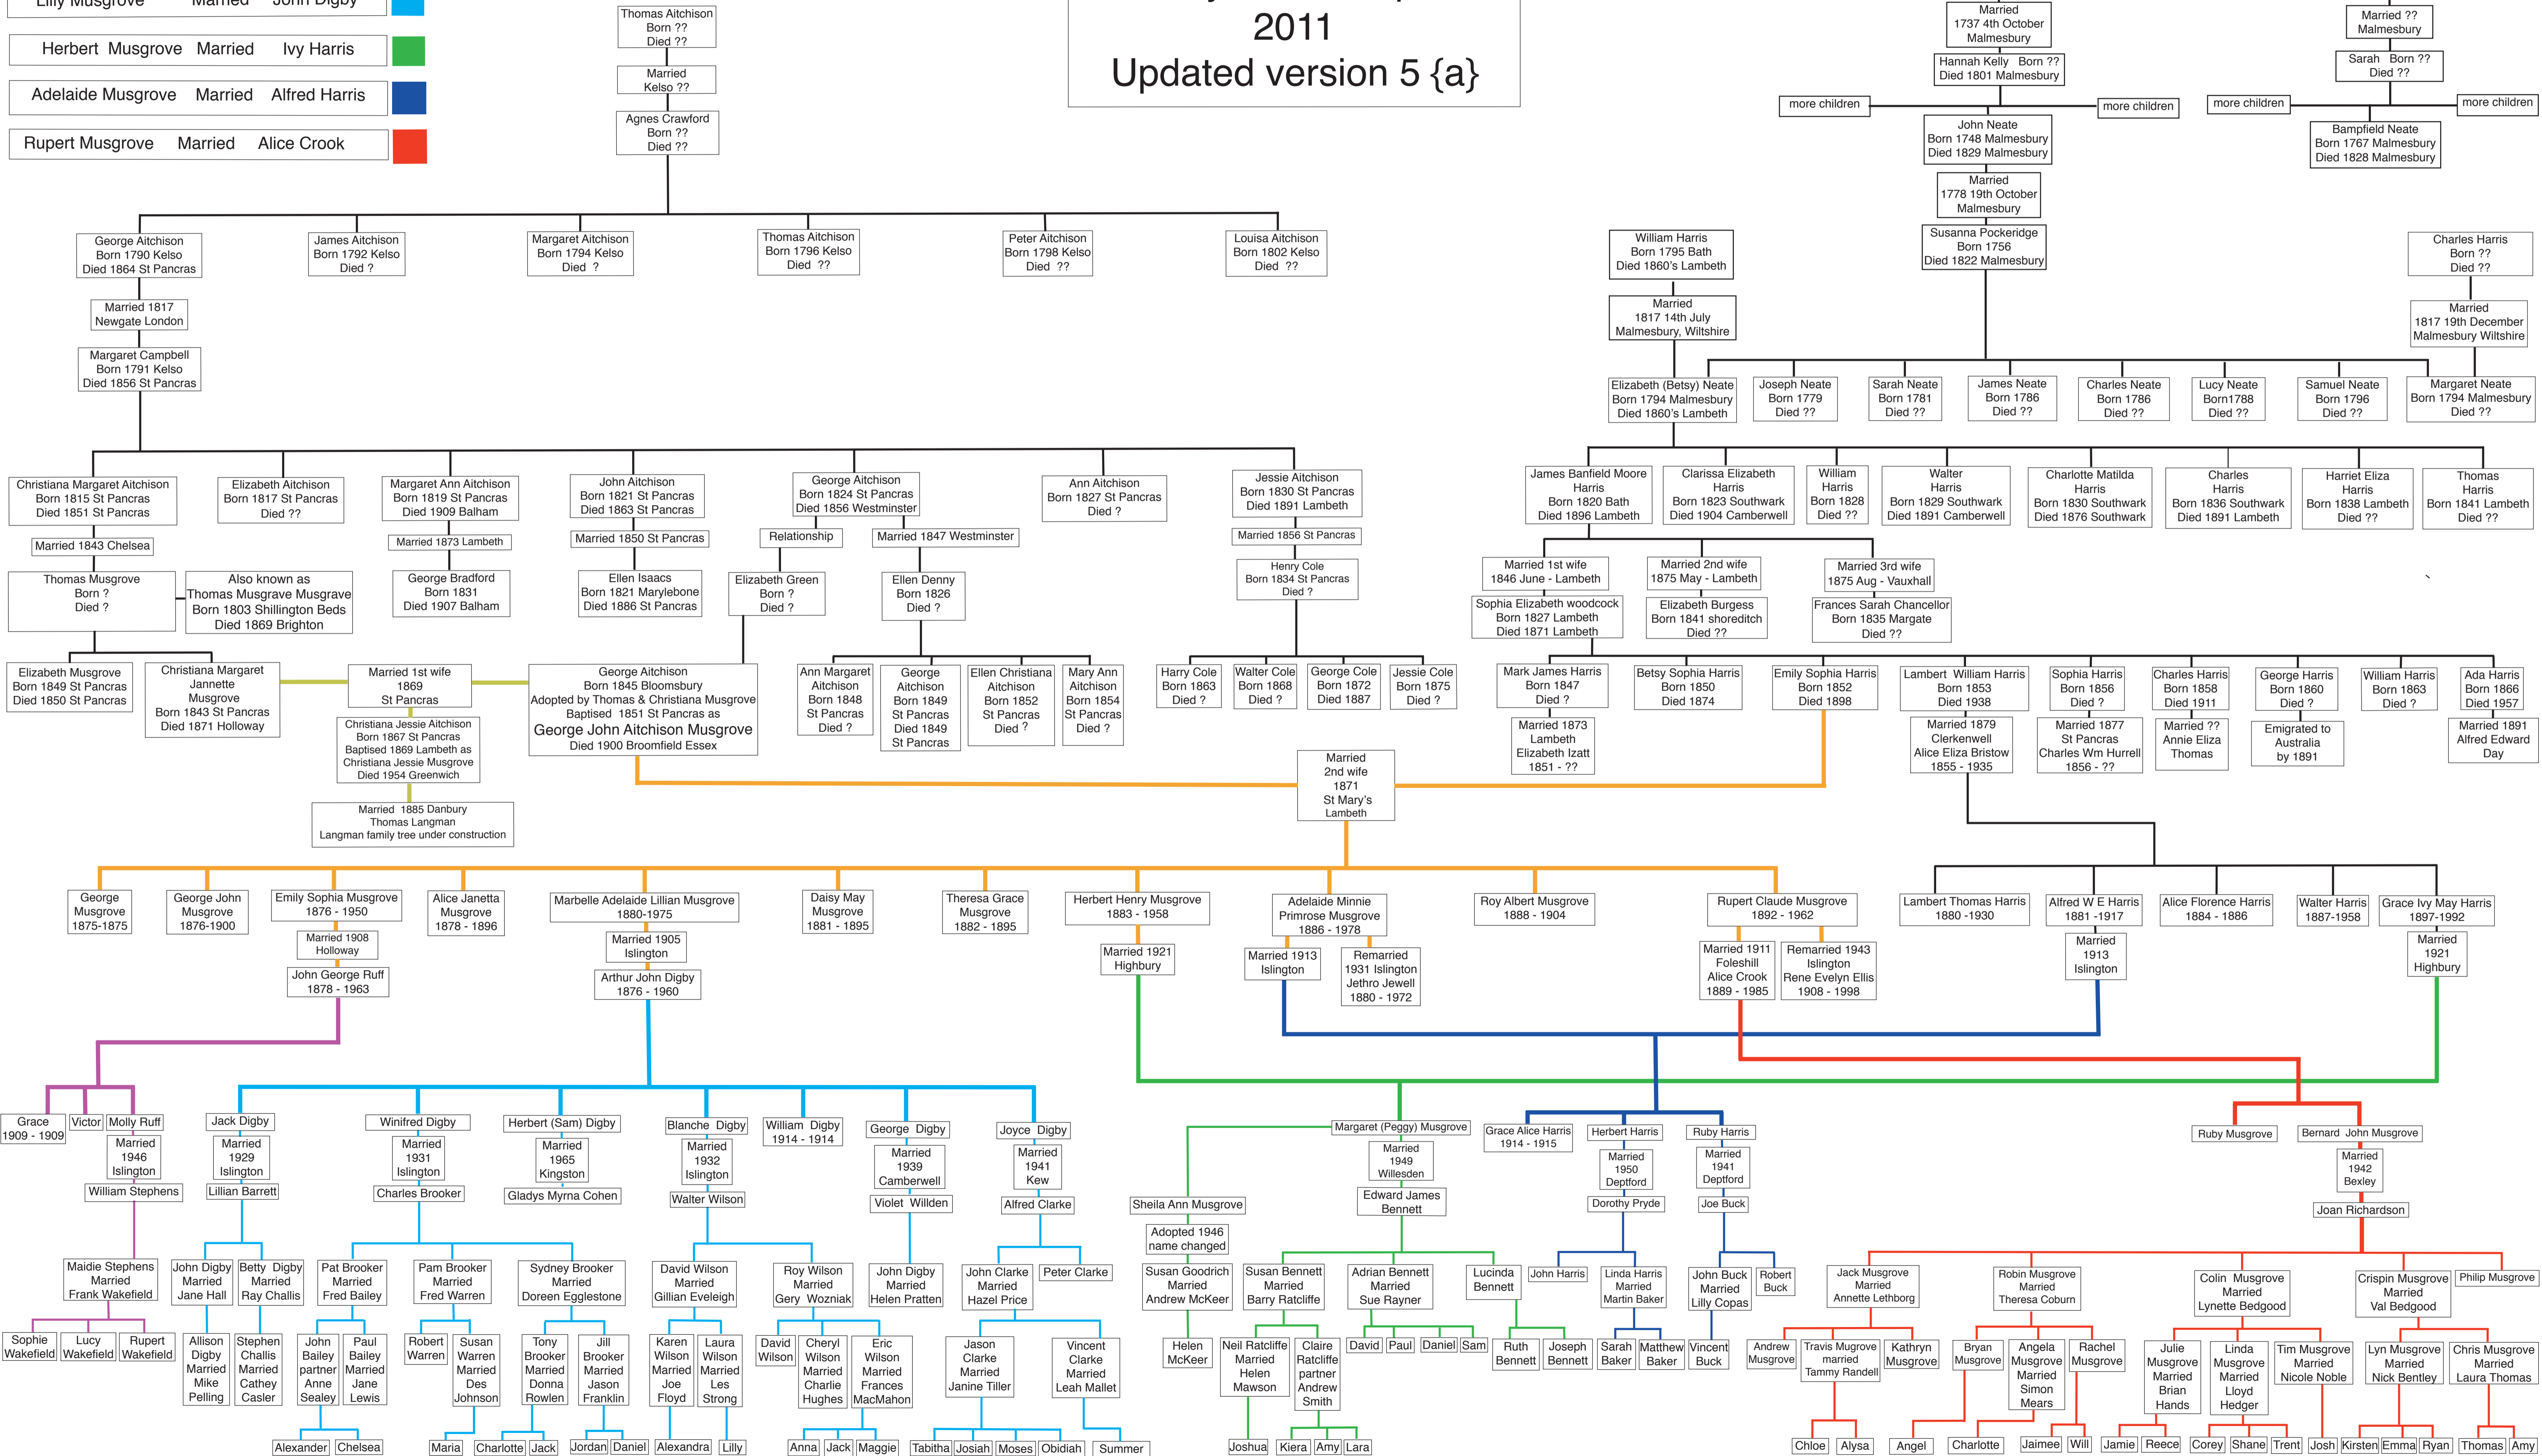 Lilly Musgrove Married John Digby
Herbert Musgrove Married Ivy Harris
Adelaide Musgrove Married Alfred Harris
Rupert Musgrove Married Alice Crook
2011
Updated version 5 {a}
Thomas Aitchison
Born ??
Died ??
Married
Kelso ??
Agnes Crawford
Born ??
Died ??
Married
1737 4th October
Malmesbury
Hannah Kelly Born ??
Died 1801 Malmesbury
more children
more children
John Neate
Born 1748 Malmesbury
Died 1829 Malmesbury
Married
1778 19th October
Malmesbury
Susanna Pockeridge
Born 1756
Died 1822 Malmesbury
Married ??
Malmesbury
Sarah Born ??
Died ??
more children
more children
Bampfield Neate
Born 1767 Malmesbury
Died 1828 Malmesbury
George Aitchison
Born 1790 Kelso
Died 1864 St Pancras
James Aitchison
Born 1792 Kelso
Died ?
Margaret Aitchison
Born 1794 Kelso
Died ?
Thomas Aitchison
Born 1796 Kelso
Died ??
Peter Aitchison
Born 1798 Kelso
Died ??
Louisa Aitchison
Born 1802 Kelso
Died ??
William Harris
Born 1795 Bath
Died 1860's Lambeth
Charles Harris
Born ??
Died ??
Married 1817
Newgate London
Married
1817 14th July
Malmesbury, Wiltshire
Married
1817 19th December
Malmesbury Wiltshire
Margaret Campbell
Born 1791 Kelso
Died 1856 St Pancras
Elizabeth (Betsy) Neate
Born 1794 Malmesbury
Died 1860's Lambeth
Joseph Neate
Born 1779
Died ??
Sarah Neate
Born 1781
Died ??
James Neate
Born 1786
Died ??
Charles Neate
Born 1786
Died ??
Lucy Neate
Born1788
Died ??
Samuel Neate
Born 1796
Died ??
Margaret Neate
Born 1794 Malmesbury
Died ??
Christiana Margaret Aitchison
Born 1815 St Pancras
Died 1851 St Pancras
Elizabeth Aitchison
Born 1817 St Pancras
Died ??
Margaret Ann Aitchison
Born 1819 St Pancras
Died 1909 Balham
John Aitchison
Born 1821 St Pancras
Died 1863 St Pancras
George Aitchison
Born 1824 St Pancras
Died 1856 Westminster
Ann Aitchison
Born 1827 St Pancras
Died ?
Jessie Aitchison
Born 1830 St Pancras
Died 1891 Lambeth
James Banfield Moore
Harris
Born 1820 Bath
Died 1896 Lambeth
Clarissa Elizabeth
Harris
Born 1823 Southwark
Died 1904 Camberwell
William
Harris
Born 1828
Died ??
Walter
Harris
Born 1829 Southwark
Died 1891 Camberwell
Charlotte Matilda
Harris
Born 1830 Southwark
Died 1876 Southwark
Charles
Harris
Born 1836 Southwark
Died 1891 Lambeth
Harriet Eliza
Harris
Born 1838 Lambeth
Died ??
Thomas
Harris
Born 1841 Lambeth
Died ??
Married 1843 Chelsea
Married 1873 Lambeth
Married 1850 St Pancras
Relationship
Married 1847 Westminster
Married 1856 St Pancras
Thomas Musgrove
Born ?
Died ?
Also known as
Thomas Musgrave Musgrave
Born 1803 Shillington Beds
Died 1869 Brighton
George Bradford
Born 1831
Died 1907 Balham
Ellen Isaacs
Born 1821 Marylebone
Died 1886 St Pancras
Elizabeth Green
Born ?
Died ?
Ellen Denny
Born 1826
Died ?
Henry Cole
Born 1834 St Pancras
Died ?
Married 1st wife
1846 June - Lambeth
Married 2nd wife
1875 May - Lambeth
Married 3rd wife
1875 Aug - Vauxhall
Sophia Elizabeth woodcock
Born 1827 Lambeth
Died 1871 Lambeth
Elizabeth Burgess
Born 1841 shoreditch
Died ??
Frances Sarah Chancellor
Born 1835 Margate
Died ??
Elizabeth Musgrove
Born 1849 St Pancras
Died 1850 St Pancras
Christiana Margaret
Jannette
Musgrove
Born 1843 St Pancras
Died 1871 Holloway
Married 1st wife
1869
St Pancras
George Aitchison
Born 1845 Bloomsbury
Adopted by Thomas & Christiana Musgrove
Baptised 1851 St Pancras as
George John Aitchison Musgrove
Died 1900 Broomfield Essex
Ann Margaret
Aitchison
Born 1848
St Pancras
Died ?
George
Aitchison
Born 1849
St Pancras
Died 1849
St Pancras
Ellen Christiana
Aitchison
Born 1852
St Pancras
Died ?
Mary Ann
Aitchison
Born 1854
St Pancras
Died ?
Harry Cole
Born 1863
Died ?
Walter Cole
Born 1868
Died ?
George Cole
Born 1872
Died 1887
Jessie Cole
Born 1875
Died ?
Mark James Harris
Born 1847
Died ?
Betsy Sophia Harris
Born 1850
Died 1874
Emily Sophia Harris
Born 1852
Died 1898
Lambert William Harris
Born 1853
Died 1938
Sophia Harris
Born 1856
Died ?
Charles Harris
Born 1858
Died 1911
George Harris
Born 1860
Died ?
William Harris
Born 1863
Died ?
Ada Harris
Born 1866
Died 1957
Christiana Jessie Aitchison
Born 1867 St Pancras
Baptised 1869 Lambeth as
Christiana Jessie Musgrove
Died 1954 Greenwich
Married 1873
Lambeth
Elizabeth Izatt
1851 - ??
Married 1879
Clerkenwell
Alice Eliza Bristow
1855 - 1935
Married 1877
St Pancras
Charles Wm Hurrell
1856 - ??
Married ??
Annie Eliza
Thomas
Emigrated to
Australia
by 1891
Married 1891
Alfred Edward
Day
Married 1885 Danbury
Thomas Langman
Langman family tree under construction
Married
2nd wife
1871
St Mary's
Lambeth
George
Musgrove
1875-1875
George John
Musgrove
1876-1900
Emily Sophia Musgrove
1876 - 1950
Alice Janetta
Musgrove
1878 - 1896
Marbelle Adelaide Lillian Musgrove
1880-1975
Daisy May
Musgrove
1881 - 1895
Theresa Grace
Musgrove
1882 - 1895
Herbert Henry Musgrove
1883 - 1958
Adelaide Minnie
Primrose Musgrove
1886 - 1978
Roy Albert Musgrove
1888 - 1904
Rupert Claude Musgrove
1892 - 1962
Lambert Thomas Harris
1880 -1930
Alfred W E Harris
1881 -1917
Alice Florence Harris
1884 - 1886
Walter Harris
1887-1958
Grace Ivy May Harris
1897-1992
Married 1908
Holloway
John George Ruff
1878 - 1963
Married 1905
Islington
Arthur John Digby
1876 - 1960
Married 1921
Highbury
Married 1913
Islington
Remarried
1931 Islington
Jethro Jewell
1880 - 1972
Married 1911
Foleshill
Alice Crook
1889 - 1985
Remarried 1943
Islington
Rene Evelyn Ellis
1908 - 1998
Married
1913
Islington
Married
1921
Highbury
Grace
1909 - 1909
Victor
Molly Ruff
Married
1946
Islington
William Stephens
Jack Digby
Married
1929
Islington
Lillian Barrett
Winifred Digby
Married
1931
Islington
Charles Brooker
Herbert (Sam) Digby
Married
1965
Kingston
Gladys Myrna Cohen
Blanche Digby
Married
1932
Islington
Walter Wilson
William Digby
1914 - 1914
George Digby
Married
1939
Camberwell
Violet Willden
Joyce Digby
Married
1941
Kew
Alfred Clarke
Margaret (Peggy) Musgrove
Married
1949
Willesden
Edward James
Bennett
Sheila Ann Musgrove
Adopted 1946
name changed
Grace Alice Harris
1914 - 1915
Herbert Harris
Married
1950
Deptford
Dorothy Pryde
Ruby Harris
Married
1941
Deptford
Joe Buck
Ruby Musgrove
Bernard John Musgrove
Married
1942
Bexley
Joan Richardson
Maidie Stephens
Married
Frank Wakefield
John Digby
Married
Jane Hall
Betty Digby
Married
Ray Challis
Pat Brooker
Married
Fred Bailey
Pam Brooker
Married
Fred Warren
Sydney Brooker
Married
Doreen Egglestone
David Wilson
Married
Gillian Eveleigh
Roy Wilson
Married
Gery Wozniak
John Digby
Married
Helen Pratten
John Clarke
Married
Hazel Price
Peter Clarke
Susan Goodrich
Married
Andrew McKeer
Susan Bennett
Married
Barry Ratcliffe
Adrian Bennett
Married
Sue Rayner
Lucinda
Bennett
John Harris
Linda Harris
Married
Martin Baker
John Buck
Married
Lilly Copas
Robert
Buck
Jack Musgrove
Married
Annette Lethborg
Robin Musgrove
Married
Theresa Coburn
Colin Musgrove
Married
Lynette Bedgood
Crispin Musgrove
Married
Val Bedgood
Philip Musgrove
Sophie
Wakefield
Lucy
Wakefield
Rupert
Wakefield
Allison
Digby
Married
Mike
Pelling
Stephen
Challis
Married
Cathey
Casler
John
Bailey
partner
Anne
Sealey
Paul
Bailey
Married
Jane
Lewis
Robert
Warren
Susan
Warren
Married
Des
Johnson
Tony
Brooker
Married
Donna
Rowlen
Jill
Brooker
Married
Jason
Franklin
Karen
Wilson
Married
Joe
Floyd
Laura
Wilson
Married
Les
Strong
David
Wilson
Cheryl
Wilson
Married
Charlie
Hughes
Eric
Wilson
Married
Frances
MacMahon
Jason
Clarke
Married
Janine Tiller
Vincent
Clarke
Married
Leah Mallet
Helen
McKeer
Neil Ratcliffe
Married
Helen
Mawson
Claire
Ratcliffe
partner
Andrew
Smith
David
Paul
Daniel
Sam
Ruth
Bennett
Joseph
Bennett
Sarah
Baker
Matthew
Baker
Vincent
Buck
Andrew
Musgrove
Travis Mugrove
married
Tammy Randell
Kathryn
Musgrove
Bryan
Musgrove
Angela
Musgrove
Married
Simon
Mears
Rachel
Musgrove
Julie
Musgrove
Married
Brian
Hands
Linda
Musgrove
Married
Lloyd
Hedger
Tim Musgrove
Married
Nicole Noble
Lyn Musgrove
Married
Nick Bentley
Chris Musgrove
Married
Laura Thomas
Alexander
Chelsea
Maria
Charlotte
Jack
Jordan
Daniel
Alexandra
Lilly
Anna
Jack
Maggie
Tabitha
Josiah
Moses
Obidiah
Summer
Joshua
Kiera
Amy
Lara
Chloe
Alysa
Angel
Charlotte
Jaimee
Will
Jamie
Reece
Corey
Shane
Trent
Josh
Kirsten
Emma
Ryan
Thomas
Amy